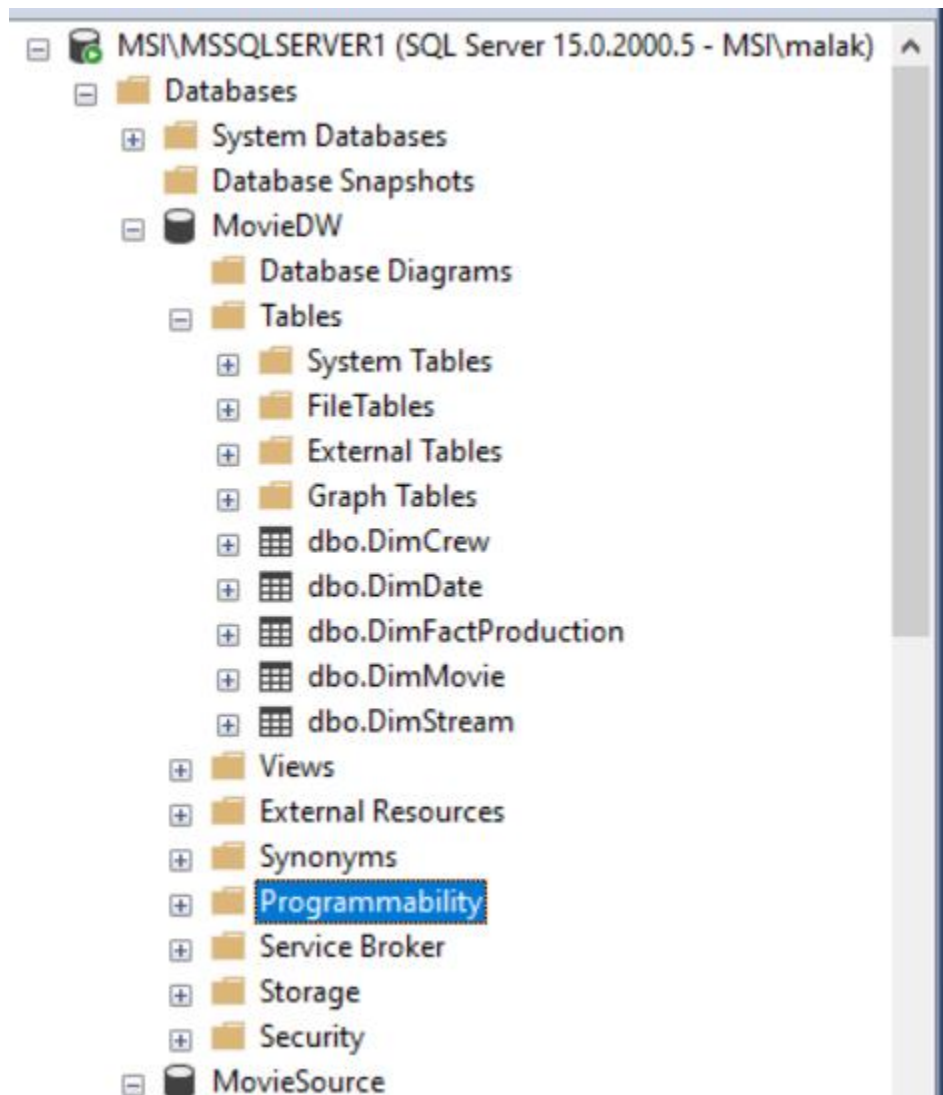 MSI\MSSQLSERVER1 (SQL Server 15.0.2000.5 - MSI\malak)
Databases
System Databases
Database Snapshots
MovieDW
Database Diagrams
Tables
System Tables
FileTables
External Tables
Graph Tables
dbo.DimCrew
dbo.DimDate
dbo.DimFactProduction
dbo.DimMovie
dbo.DimStream
Views
External Resources
Synonyms
Programmability
Service Broker
Storage
Security
MovieSource